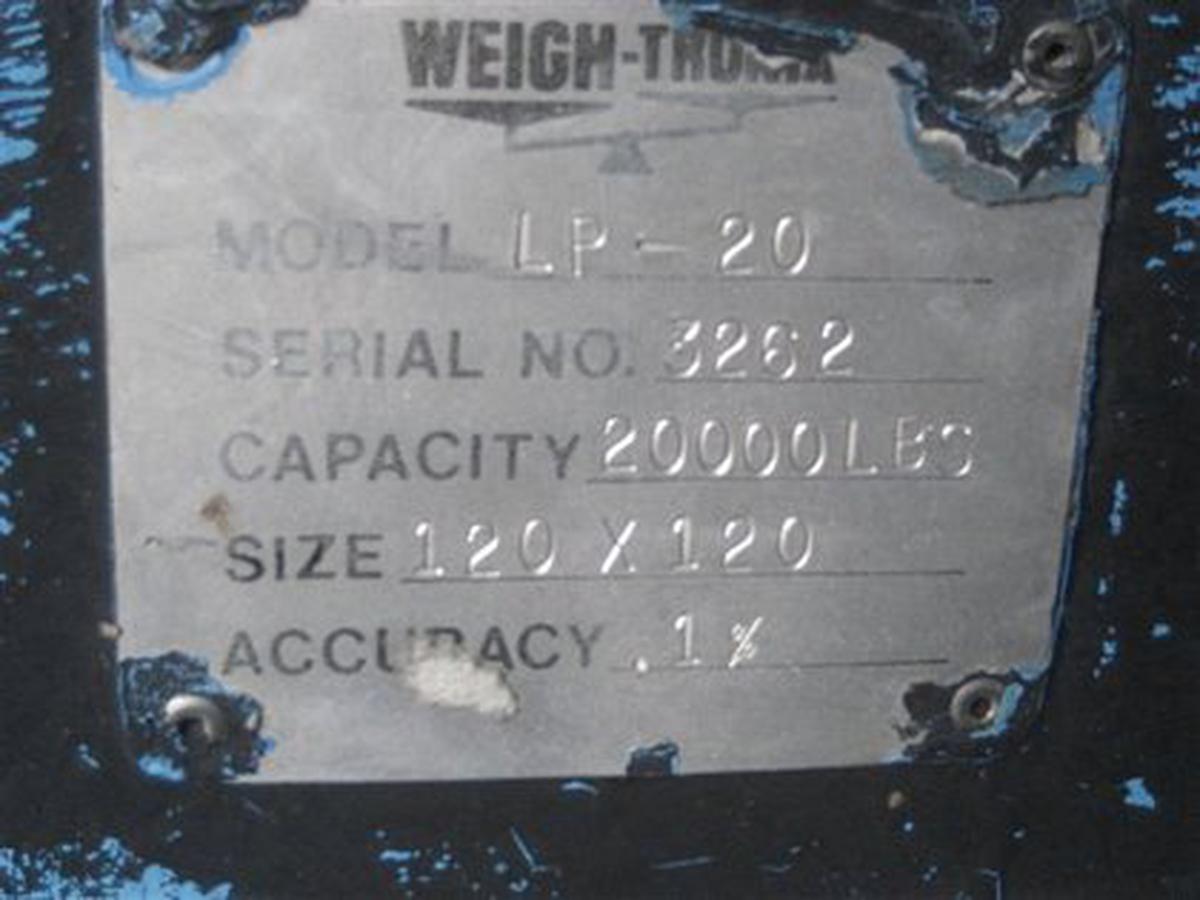 WEIGH-TRONIX
MODEL LP-20
SERIAL NO. 3262
CAPACITY 20000 LBS
SIZE 120 X 120
ACCURACY .1%